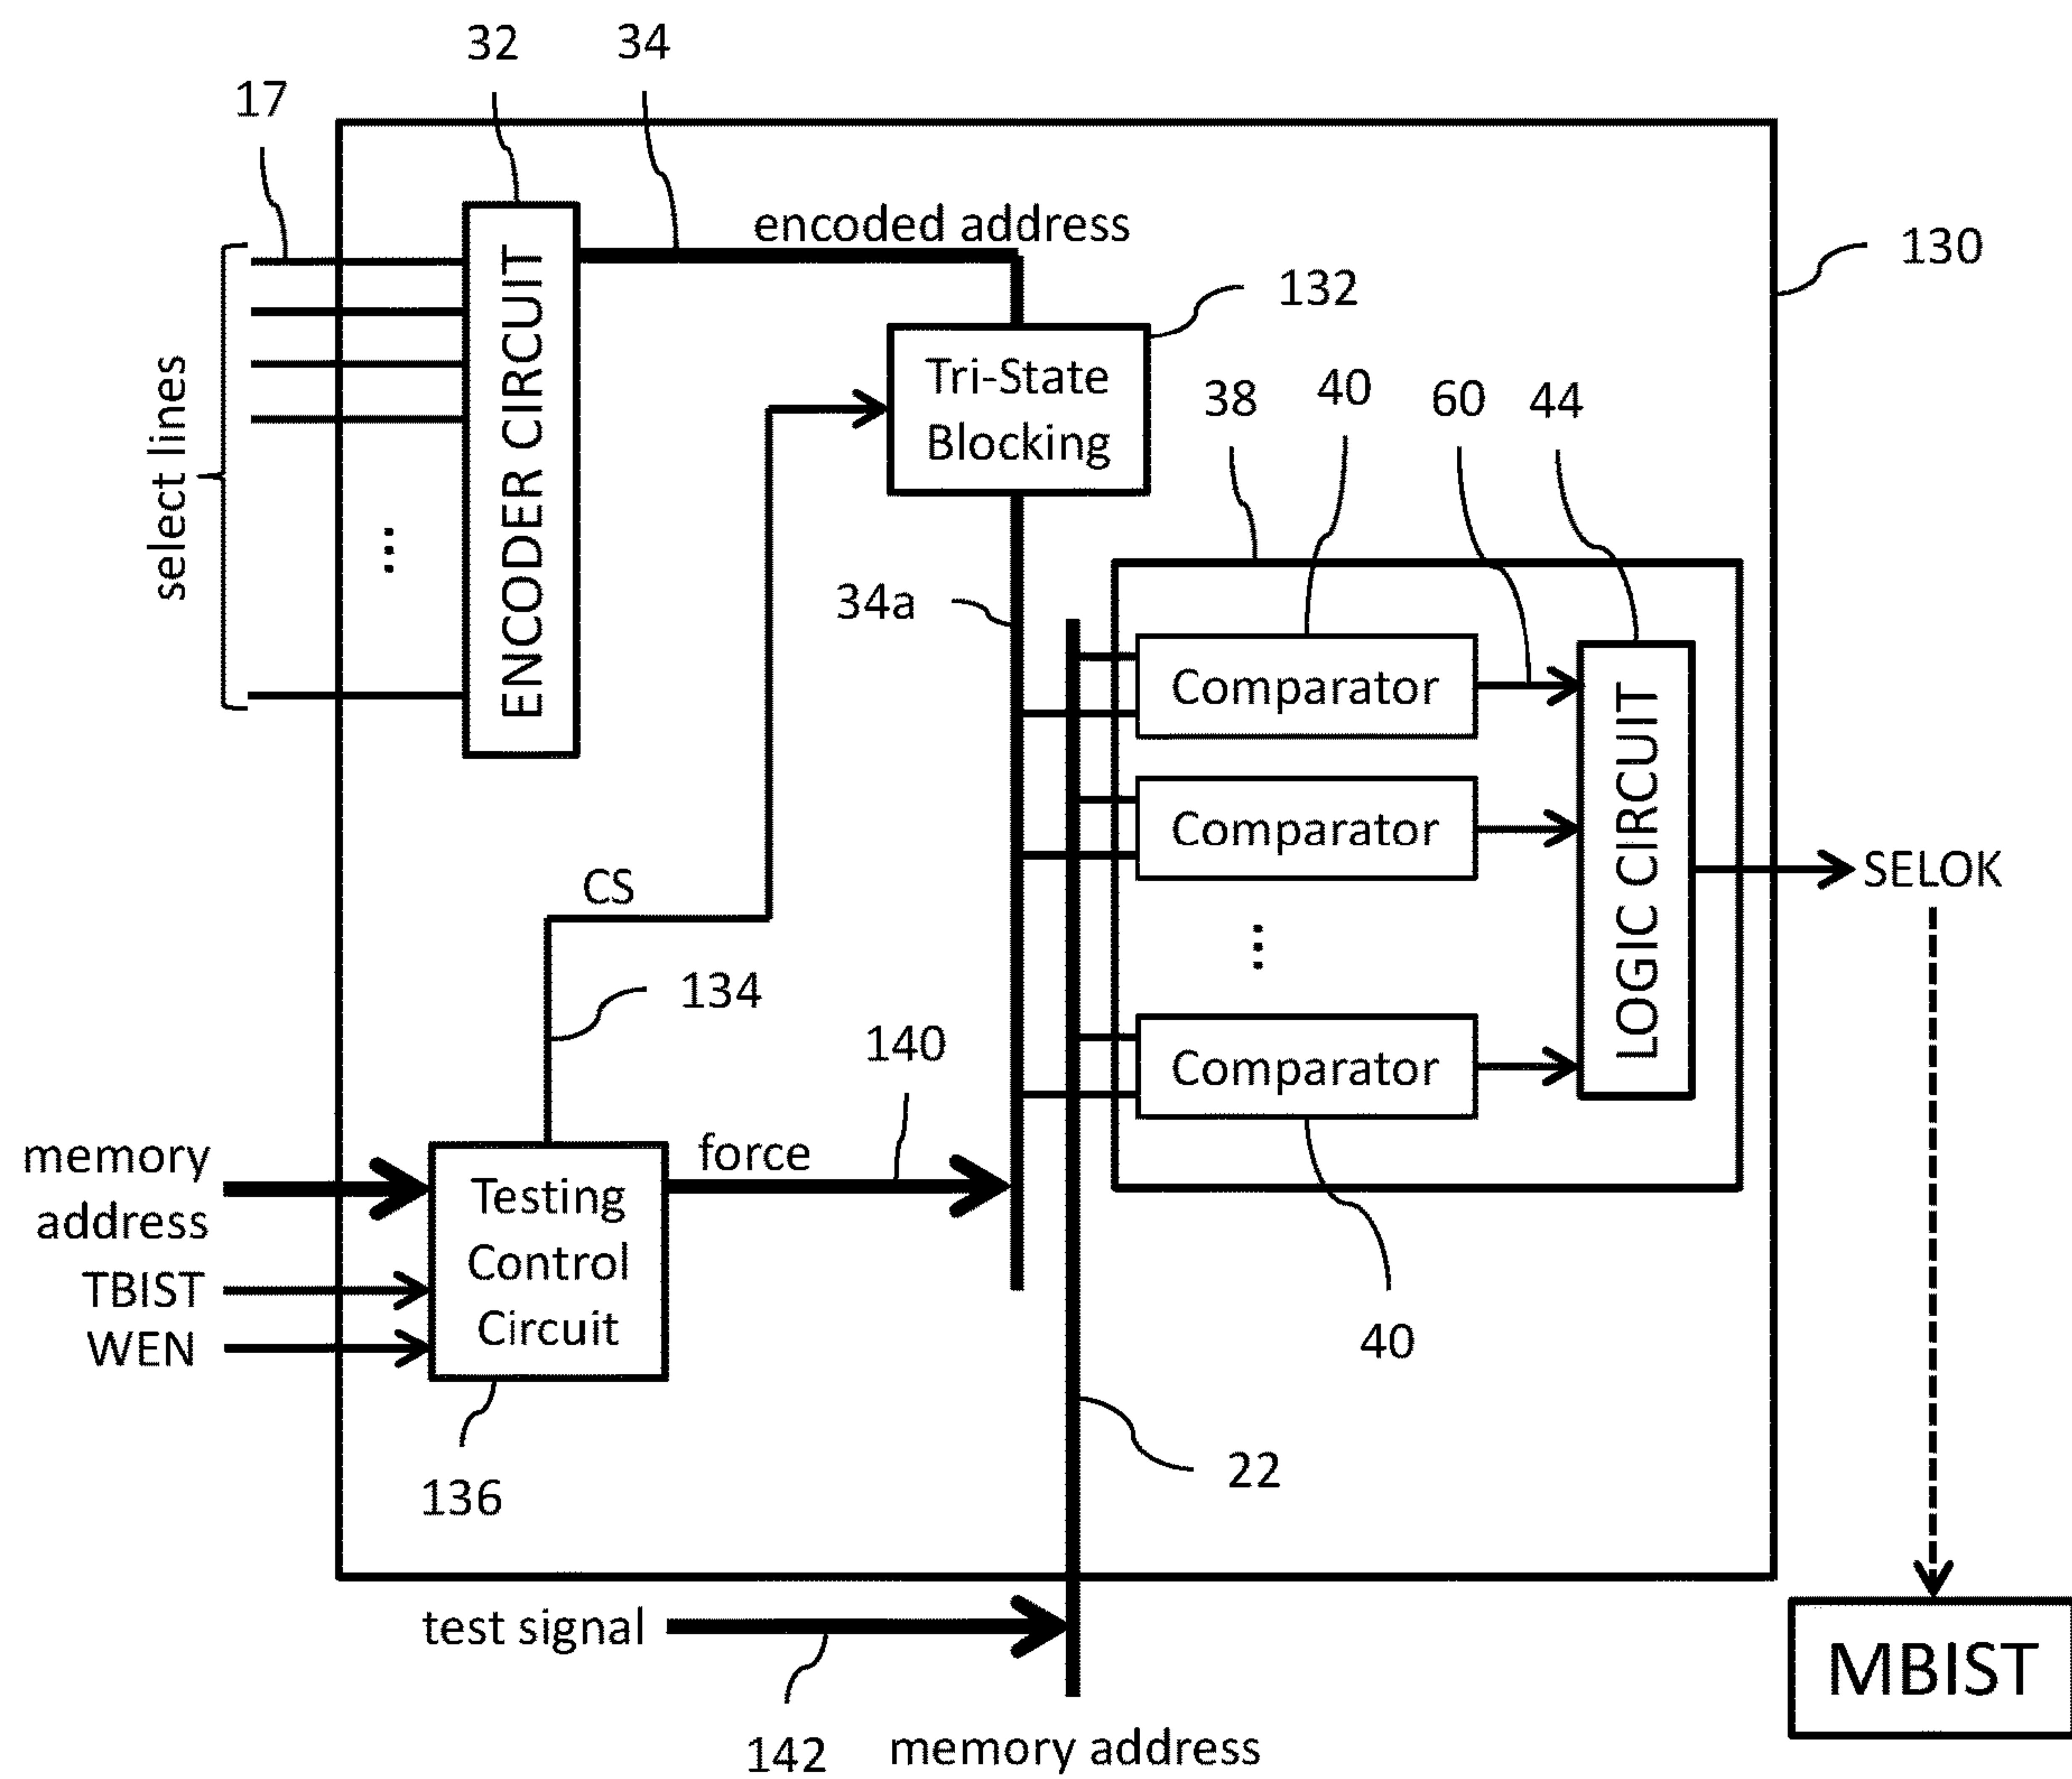 32
34
17
encoded address
130
132
Tri-State
Blocking
38
40
60
44
select lines
...
ENCODER CIRCUIT
34a
Comparator
Comparator
...
Comparator
LOGIC CIRCUIT
SELOK
CS
134
140
force
memory
address
TBIST
WEN
Testing
Control
Circuit
40
22
136
test signal
142
memory address
MBIST